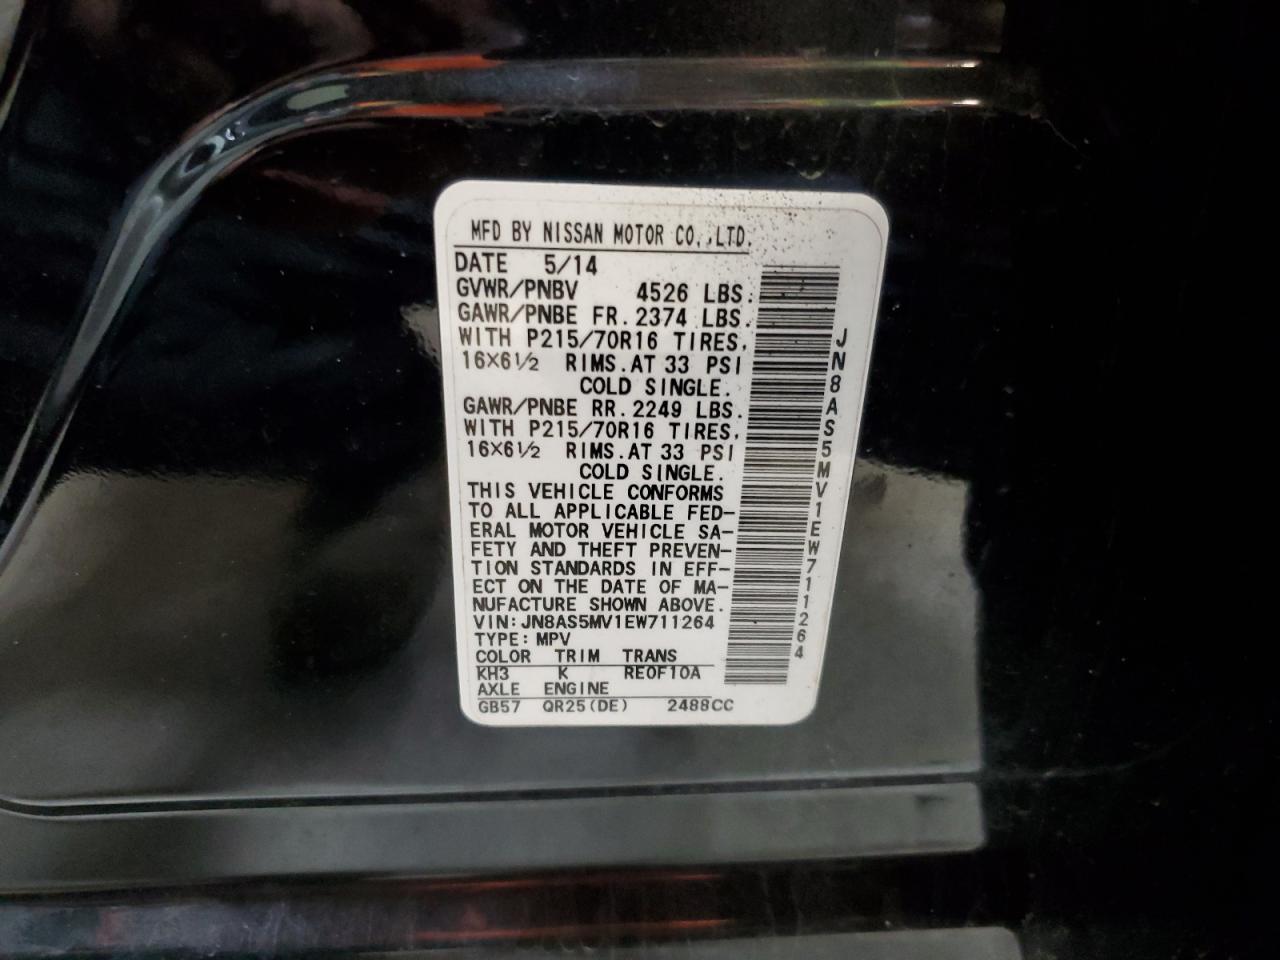 MFD BY NISSAN MOTOR CO.,LTD.
DATE 5/14
GVWR/PNBV 4526 LBS.
GAWR/PNBE FR. 2374 LBS.
WITH P215/70R16 TIRES,
16×6½ RIMS. AT 33 PSI
COLD SINGLE.
GAWR/PNBE RR. 2249 LBS.
WITH P215/70R16 TIRES,
16×6½ RIMS. AT 33 PSI
COLD SINGLE.
THIS VEHICLE CONFORMS
TO ALL APPLICABLE FED-
ERAL MOTOR VEHICLE SA-
FETY AND THEFT PREVEN-
TION STANDARDS IN EFF-
ECT ON THE DATE OF MA-
NUFACTURE SHOWN ABOVE.
VIN: JN8AS5MV1EW711264
TYPE: MPV
COLOR TRIM TRANS
KH3 K RE0F10A
AXLE ENGINE
GB57 QR25(DE) 2488CC
JN8AS5MV1EW711264